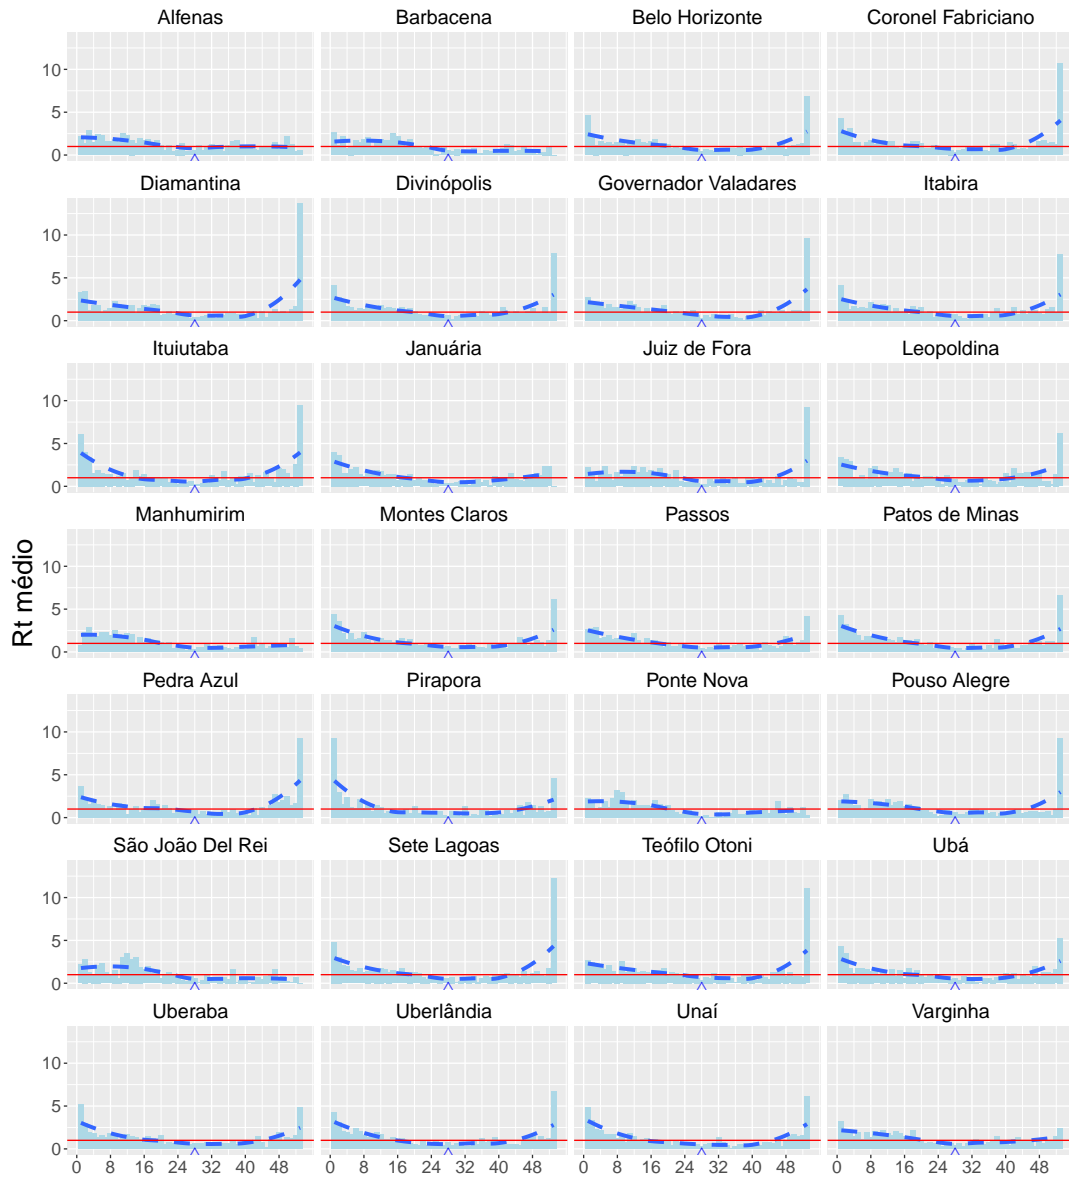 Alfenas Barbacena Belo Horizonte Coronel Fabriciano
10
5
0
Diamantina Divinópolis Governador Valadares Itabira
10
5
0
Ituiutaba Januária Juiz de Fora Leopoldina
10
5
0
Manhumirim Montes Claros Passos Patos de Minas
10
5
0
Rt médio
Pedra Azul Pirapora Ponte Nova Pouso Alegre
10
5
0
São João Del Rei Sete Lagoas Teófilo Otoni Ubá
10
5
0
Uberaba Uberlândia Unaí Varginha
10
5
0
0 8 16 24 32 40 48 0 8 16 24 32 40 48 0 8 16 24 32 40 48 0 8 16 24 32 40 48